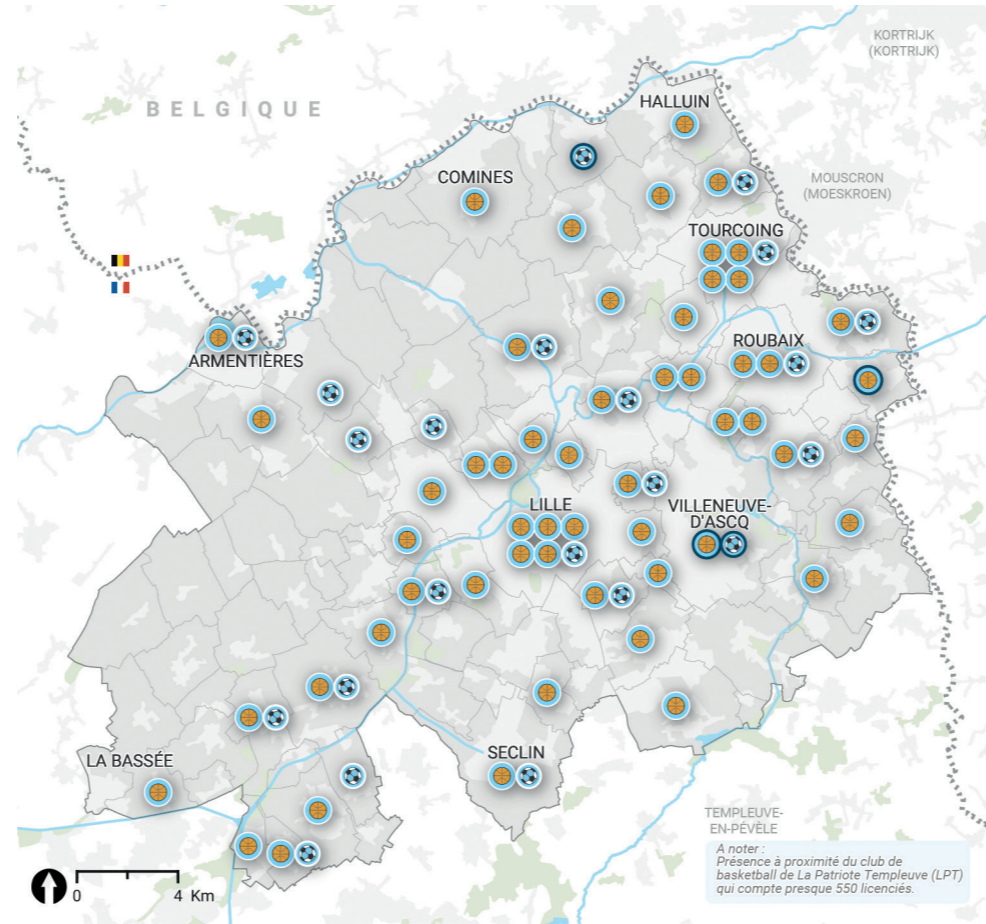 KORTRIJK
(KORTRIJK)
HALLUIN
BELGIQUE
COMINES
MOUSCRON
(MOESKROEN)
TOURCOING
ROUBAIX
ARMENTIÈRES
LILLE
VILLENEUVE-
D'ASCQ
LA BASSÉE
SECLIN
TEMPLEUVE-
EN-PÉVÈLE
A noter :
Présence à proximité du club de
basketball de La Patriote Templeuve (LPT)
qui compte presque 550 licenciés.
0 4 Km